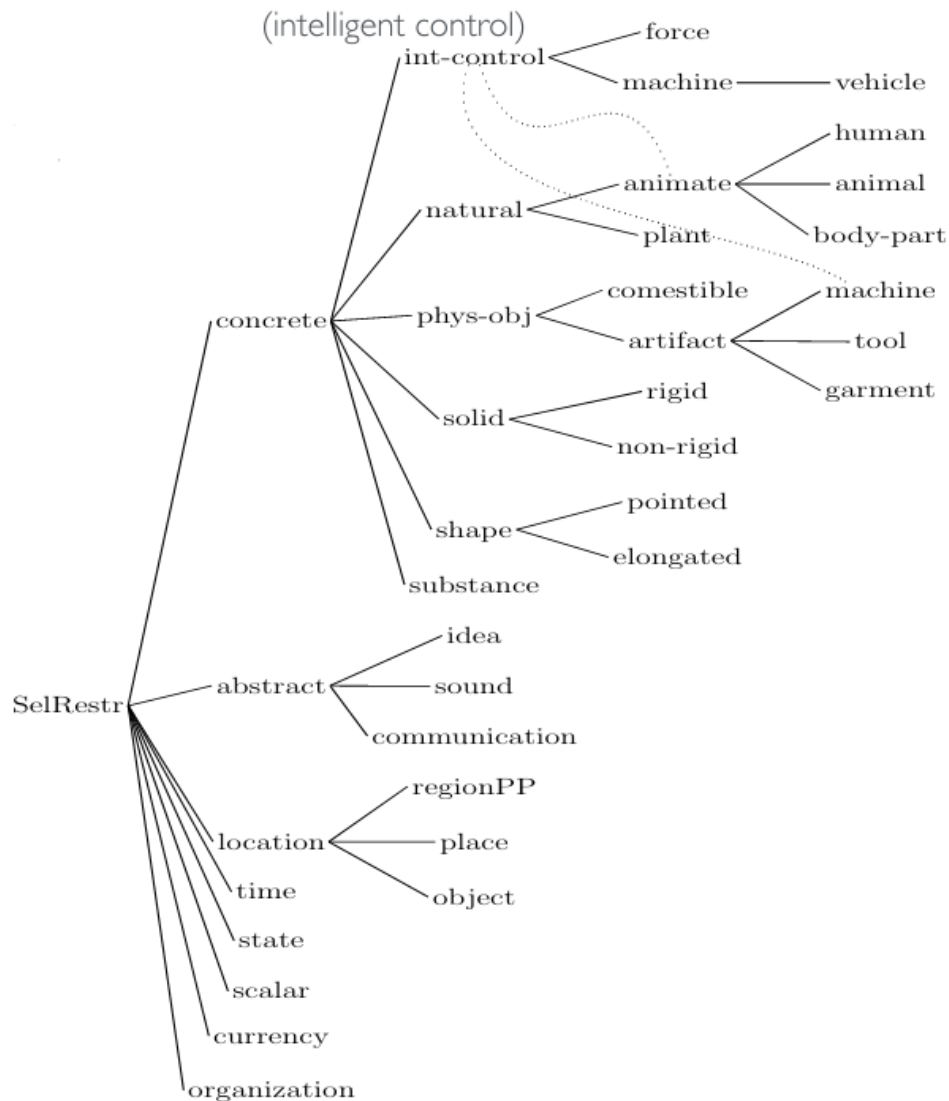 (intelligent control)
force
int-control
machine vehicle
human
animate animal
natural
plant body-part
comestible machine
concrete phys-obj
artifact tool
rigid garment
solid
non-rigid
pointed
shape
elongated
substance
idea
abstract sound
SelRestr
communication
regionPP
location place
time object
state
scalar
currency
organization